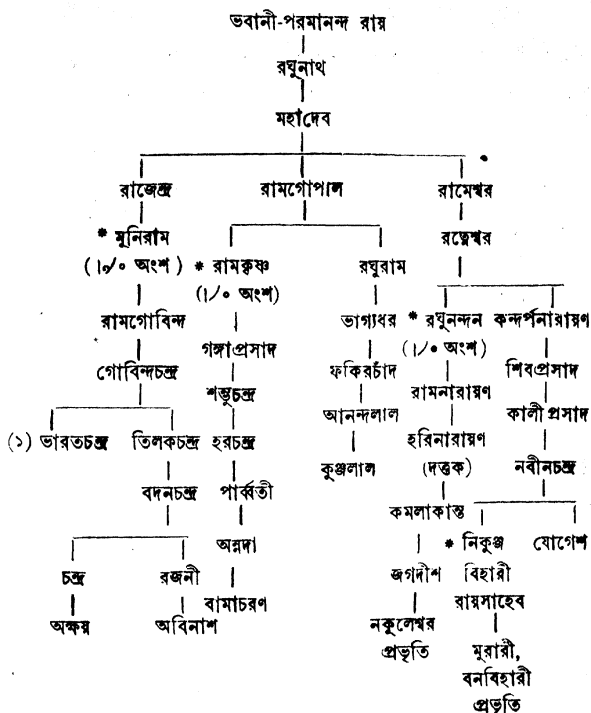 ভবানী-পরমানন্দ রায়
রঘুনাথ
মহাদেব
রাজেন্দ্র রামগোপাল রামেশ্বর
* মুনিরাম রত্নেশ্বর
(।৶৹ অংশ) * রামকৃষ্ণ রঘুরাম
(।৴৹ অংশ)
রামগোবিন্দ ভাগ্যধর * রঘুনন্দন কন্দর্পনারায়ণ
গঙ্গাপ্রসাদ (।৴৹ অংশ)
গোবিন্দচন্দ্র ফকিরচাঁদ শিবপ্রসাদ
শম্ভুচন্দ্র রামনারায়ণ
আনন্দলাল কালীপ্রসাদ
(১) ভারতচন্দ্র তিলকচন্দ্র হরচন্দ্র হরিনারায়ণ
কুঞ্জলাল (দত্তক) নবীনচন্দ্র
বদনচন্দ্র পার্ব্বতী
কমলাকান্ত
অন্নদা * নিকুঞ্জ যোগেশ
চন্দ্র রজনী জগদীশ বিহারী
বামাচরণ রায়সাহেব
অক্ষয় অবিনাশ নকুলেশ্বর
প্রভৃতি মুরারী,
বনবিহারী
প্রভৃতি